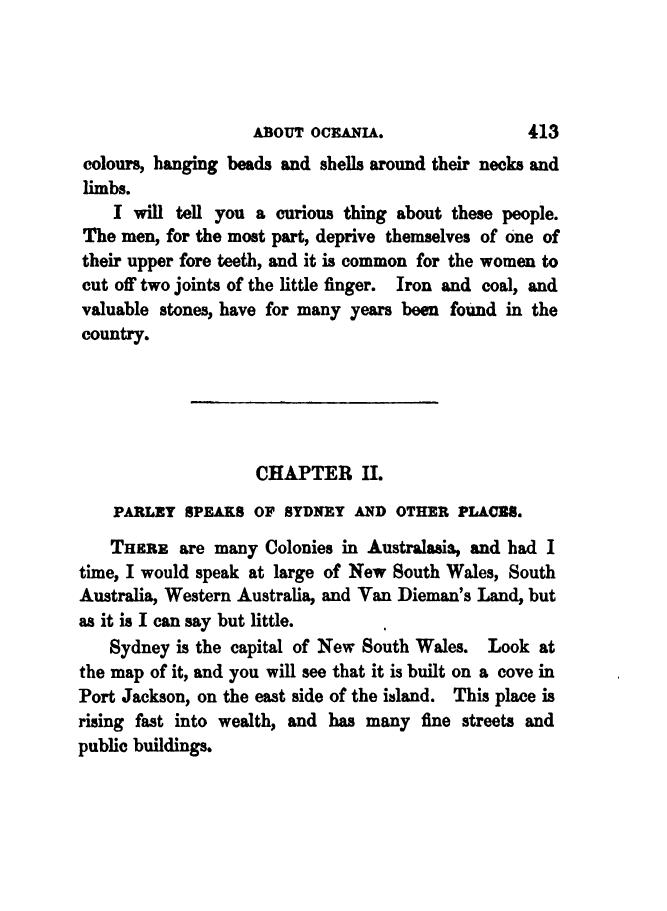 ABOUT OCEANIA. 413
colours, hanging beads and shells around their necks and
limbs.
I will tell you a curious thing about these people.
The men, for the most part, deprive themselves of one of
their upper fore teeth, and it is common for the women to
cut off two joints of the little finger. Iron and coal, and
valuable stones, have for many years been found in the
country.
CHAPTER II.
PARLEY SPEAKS OF SYDNEY AND OTHER PLACES.
THERE are many Colonies in Australasia, and had I
time, I would speak at large of New South Wales, South
Australia, Western Australia, and Van Dieman's Land, but
as it is I can say but little.
Sydney is the capital of New South Wales. Look at
the map of it, and you will see that it is built on a cove in
Port Jackson, on the east side of the island. This place is
rising fast into wealth, and has many fine streets and
public buildings.